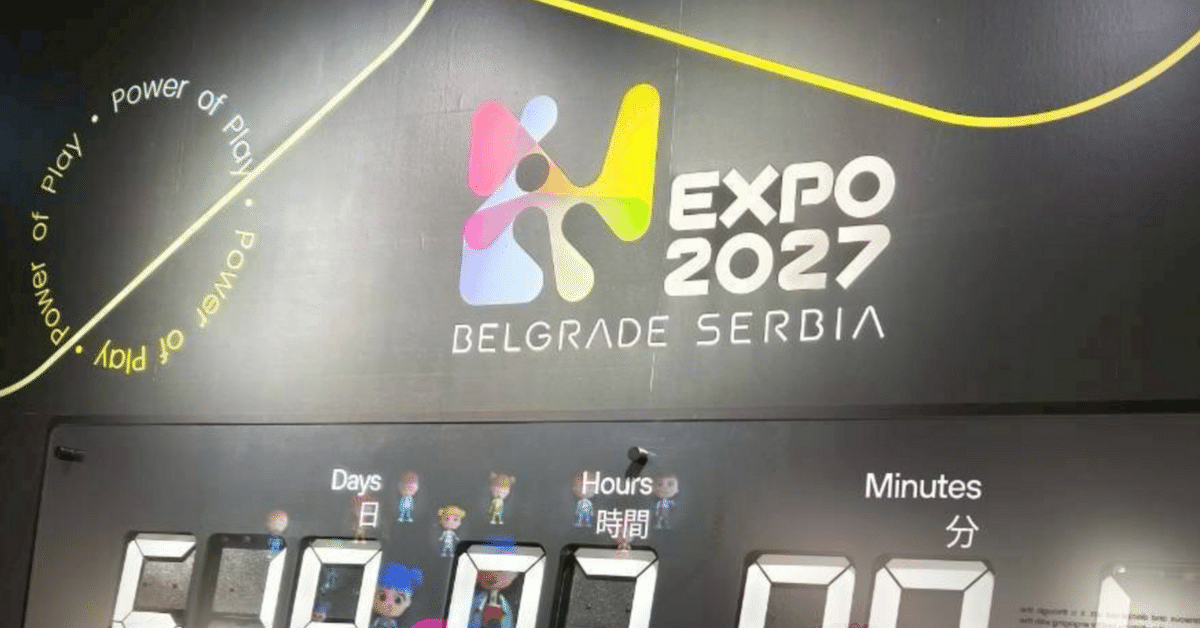 Power of Play • Power of Play • Power of Play •
EXPO
2027
BELGRADE SERBIA
Days
日
Hours
時間
Minutes
分